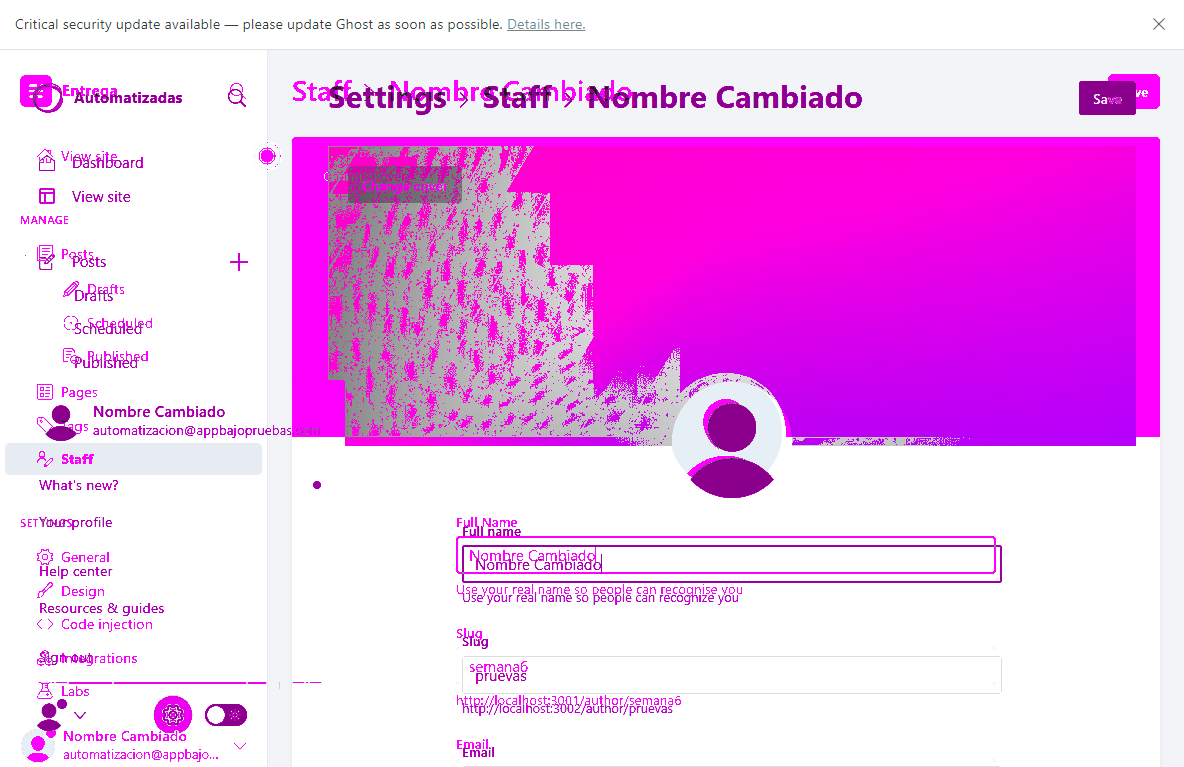 Critical security update available — please update Ghost as soon as possible. Details here.
Entrega
Automatizadas
Staff › Nombre Cambiado
Settings › Staff › Nombre Cambiado
Save
View site
Dashboard
View site
MANAGE
Posts
Posts
Drafts
Drafts
Scheduled
Scheduled
Published
Published
Pages
Nombre Cambiado
automatizacion@appbajopruebas.com
Tags
Staff
What's new?
SETTINGS
Your profile
General
Help center
Design
Resources & guides
Code injection
Sign out
Integrations
Labs
Nombre Cambiado
automatizacion@appbajo...
Change cover
Full Name
Full name
Nombre Cambiado
Nombre Cambiado
Use your real name so people can recognise you
Use your real name so people can recognize you
Slug
Slug
semana6
pruevas
http://localhost:3001/author/semana6
http://localhost:3002/author/pruevas
Email
Email